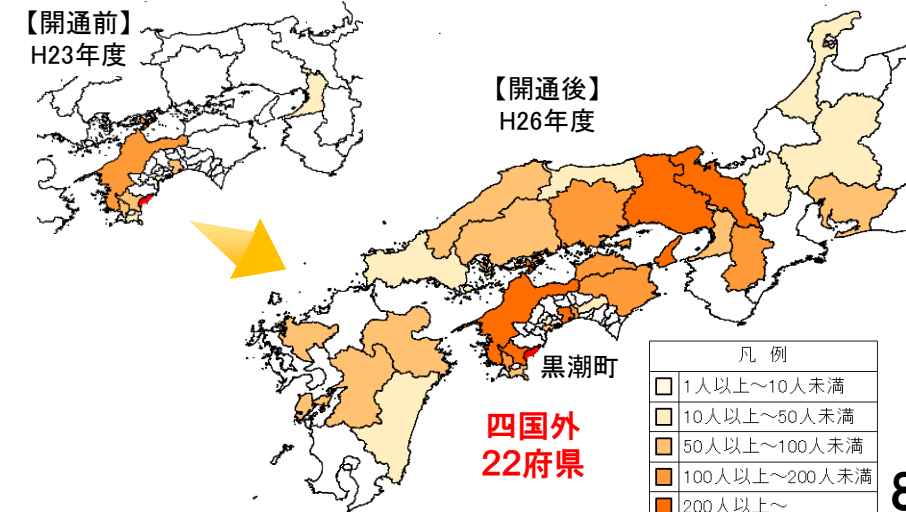 【開通前】
H23年度
【開通後】
H26年度
黒潮町
四国外
22府県
凡 例
1人以上～10人未満
10人以上～50人未満
50人以上～100人未満
100人以上～200人未満
200人以上～
8